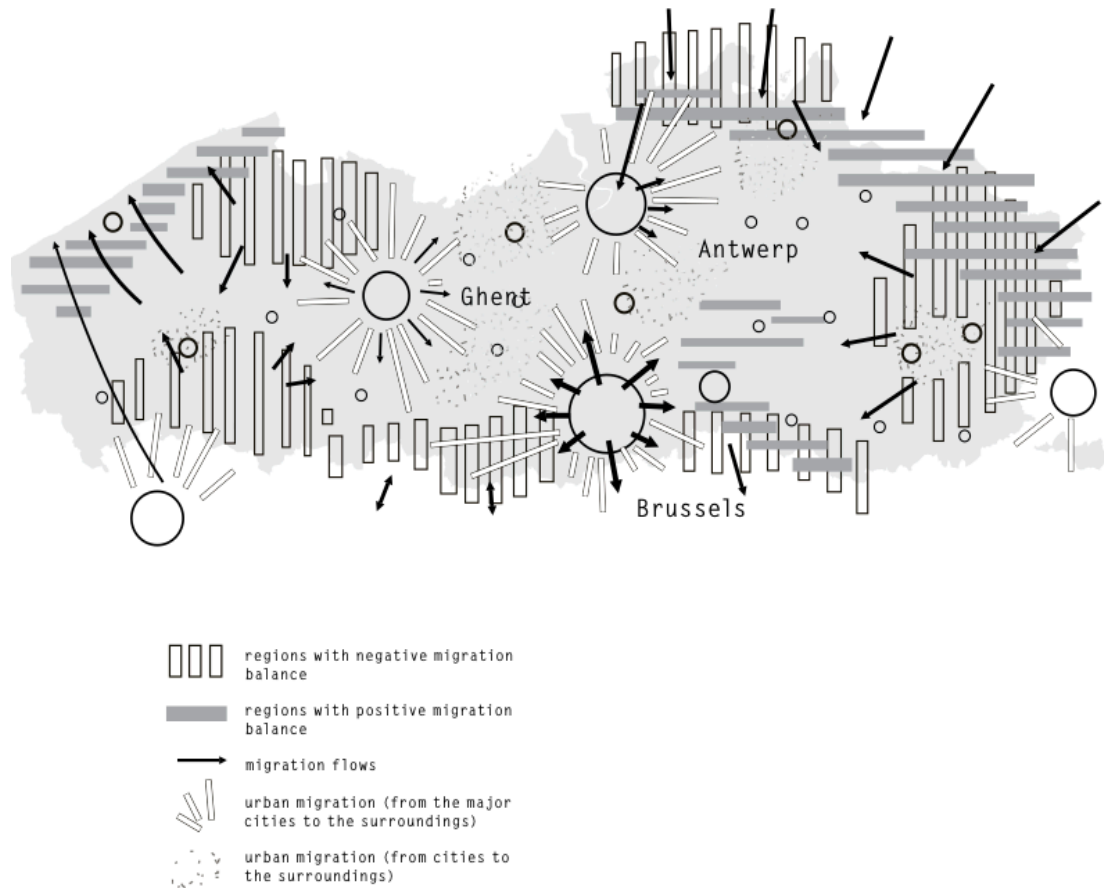 Antwerp
Ghent
Brussels
regions with negative migration
balance
regions with positive migration
balance
migration flows
urban migration (from the major
cities to the surroundings)
urban migration (from cities to
the surroundings)